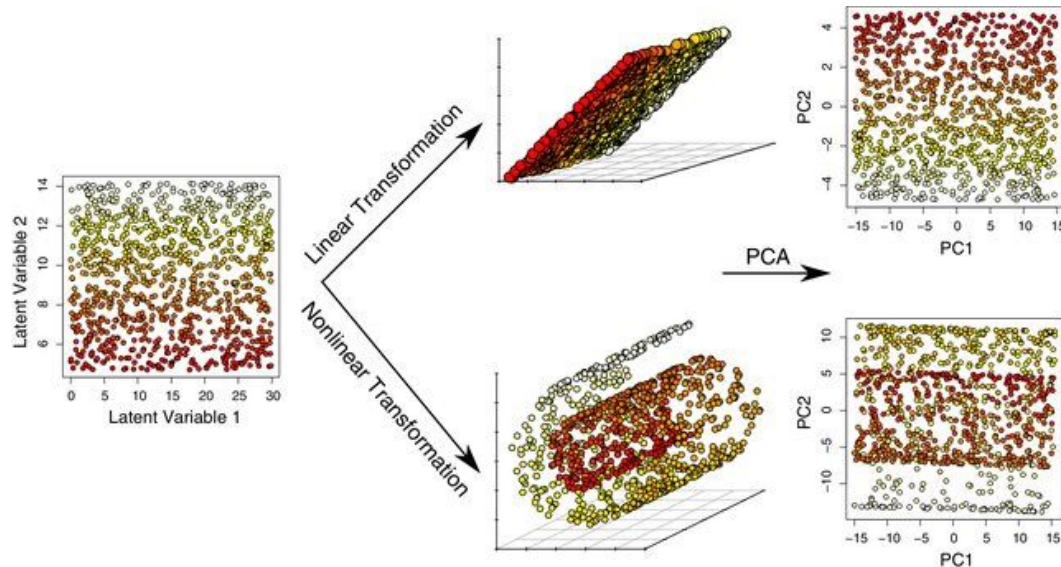 Latent Variable 2
14
12
10
8
6
0 5 10 15 20 25 30
Latent Variable 1
Linear Transformation
Nonlinear Transformation
PCA
PC2
4
2
0
−2
−4
−15 −10 −5 0 5 10 15
PC1
PC2
10
5
0
−5
−10
−15 −10 −5 0 5 10 15
PC1